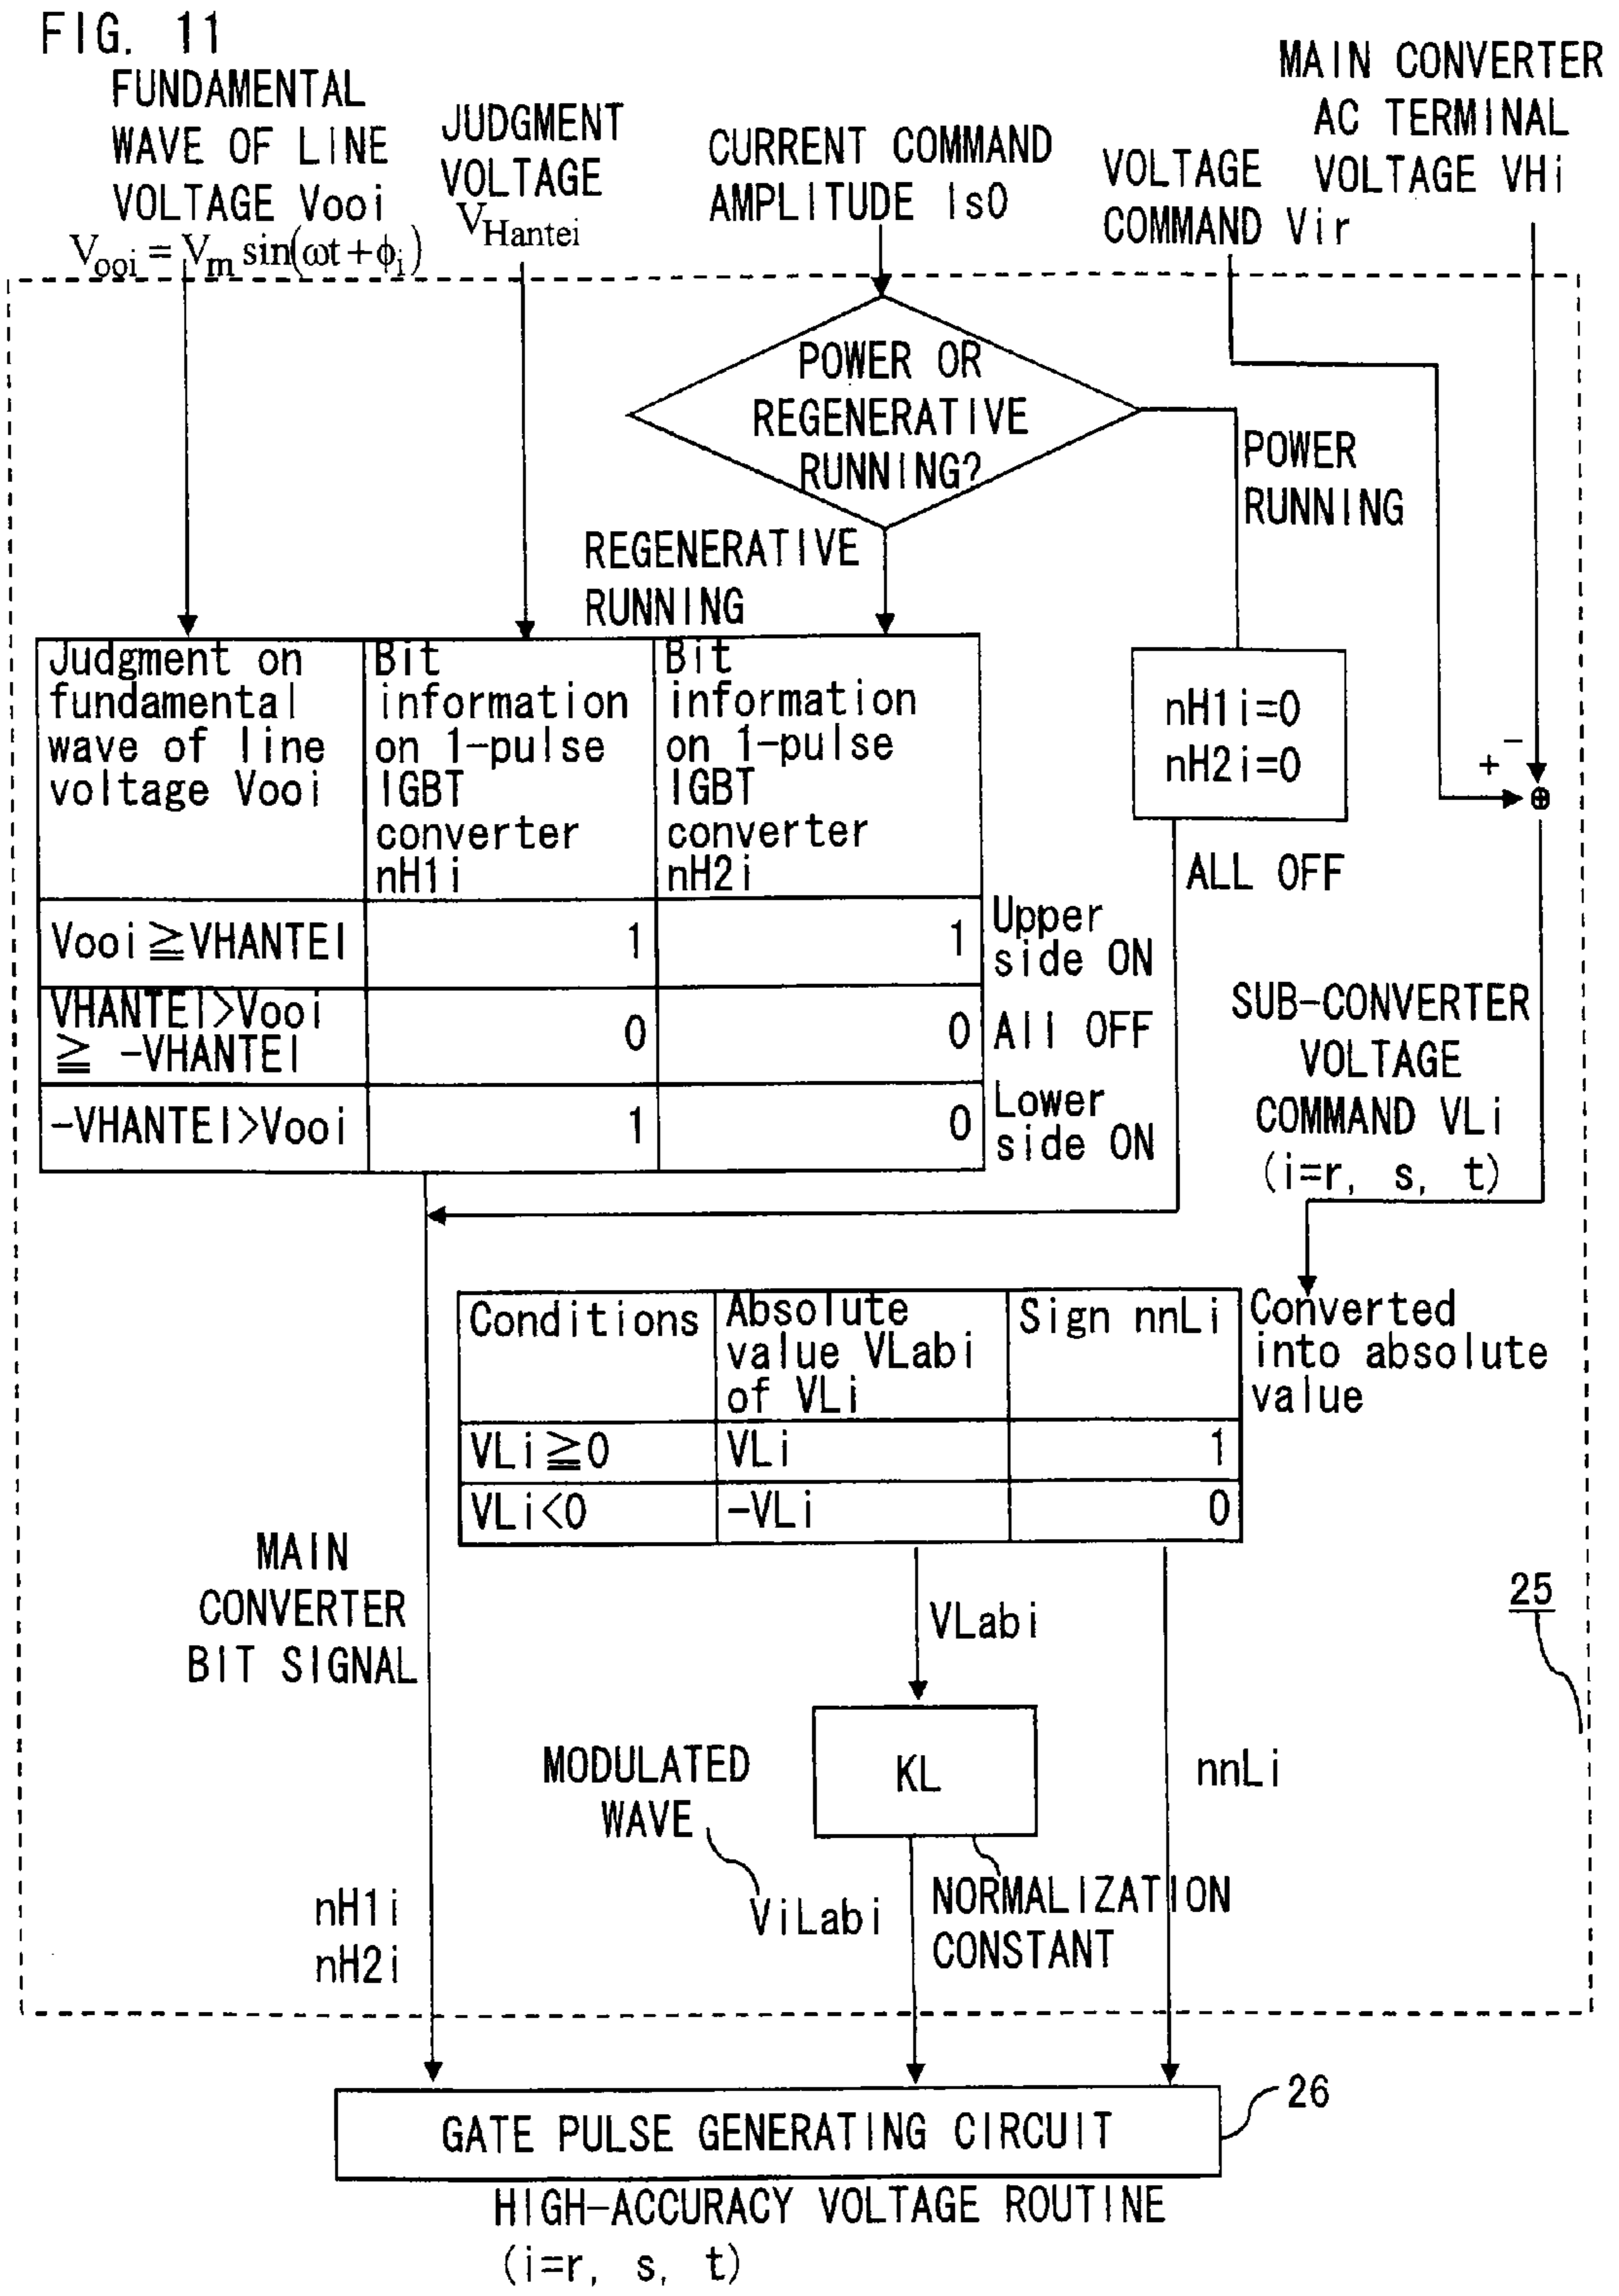 FIG. 11
FUNDAMENTAL
WAVE OF LINE
VOLTAGE Vooi
Vooi = Vm sin(ωt+ϕi)
JUDGMENT
VOLTAGE
VHantei
CURRENT COMMAND
AMPLITUDE Is0
VOLTAGE
COMMAND Vir
MAIN CONVERTER
AC TERMINAL
VOLTAGE VHi
POWER OR
REGENERATIVE
RUNNING?
POWER
RUNNING
REGENERATIVE
RUNNING
Judgment on
fundamental
wave of line
voltage Vooi
Bit
information
on 1-pulse
IGBT
converter
nH1i
Bit
information
on 1-pulse
IGBT
converter
nH2i
Vooi≧VHANTEI
1
1
Upper
side ON
VHANTEI>Vooi
≧ -VHANTEI
0
0
All OFF
-VHANTEI>Vooi
1
0
Lower
side ON
nH1i=0
nH2i=0
ALL OFF
+
-
⊕
SUB-CONVERTER
VOLTAGE
COMMAND VLi
(i=r, s, t)
Conditions
Absolute
value VLabi
of VLi
Sign nnLi
VLi≧0
VLi
1
VLi<0
-VLi
0
Converted
into absolute
value
MAIN
CONVERTER
BIT SIGNAL
VLabi
25
KL
nnLi
MODULATED
WAVE
ViLabi
NORMALIZATION
CONSTANT
nH1i
nH2i
GATE PULSE GENERATING CIRCUIT
26
HIGH-ACCURACY VOLTAGE ROUTINE
(i=r, s, t)